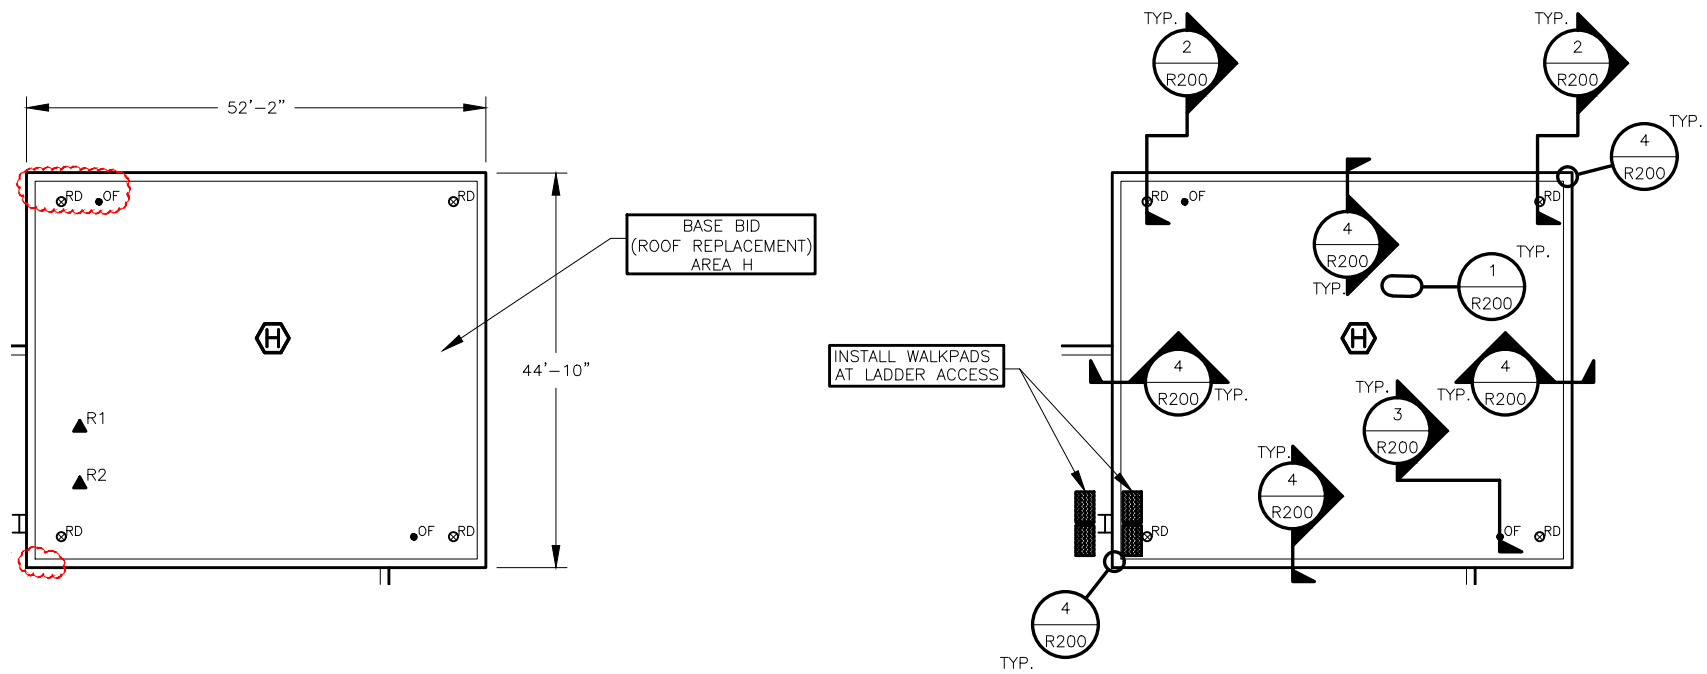 52'-2"
RD
OF
RD
BASE BID
(ROOF REPLACEMENT)
AREA H
H
44'-10"
R1
R2
RD
OF
RD
TYP.
2
R200
TYP.
2
R200
TYP.
4
R200
RD
OF
RD
4
R200
TYP.
TYP.
1
R200
H
INSTALL WALKPADS
AT LADDER ACCESS
4
R200
TYP.
4
R200
TYP.
TYP.
3
R200
TYP.
4
R200
RD
OF
RD
4
R200
TYP.